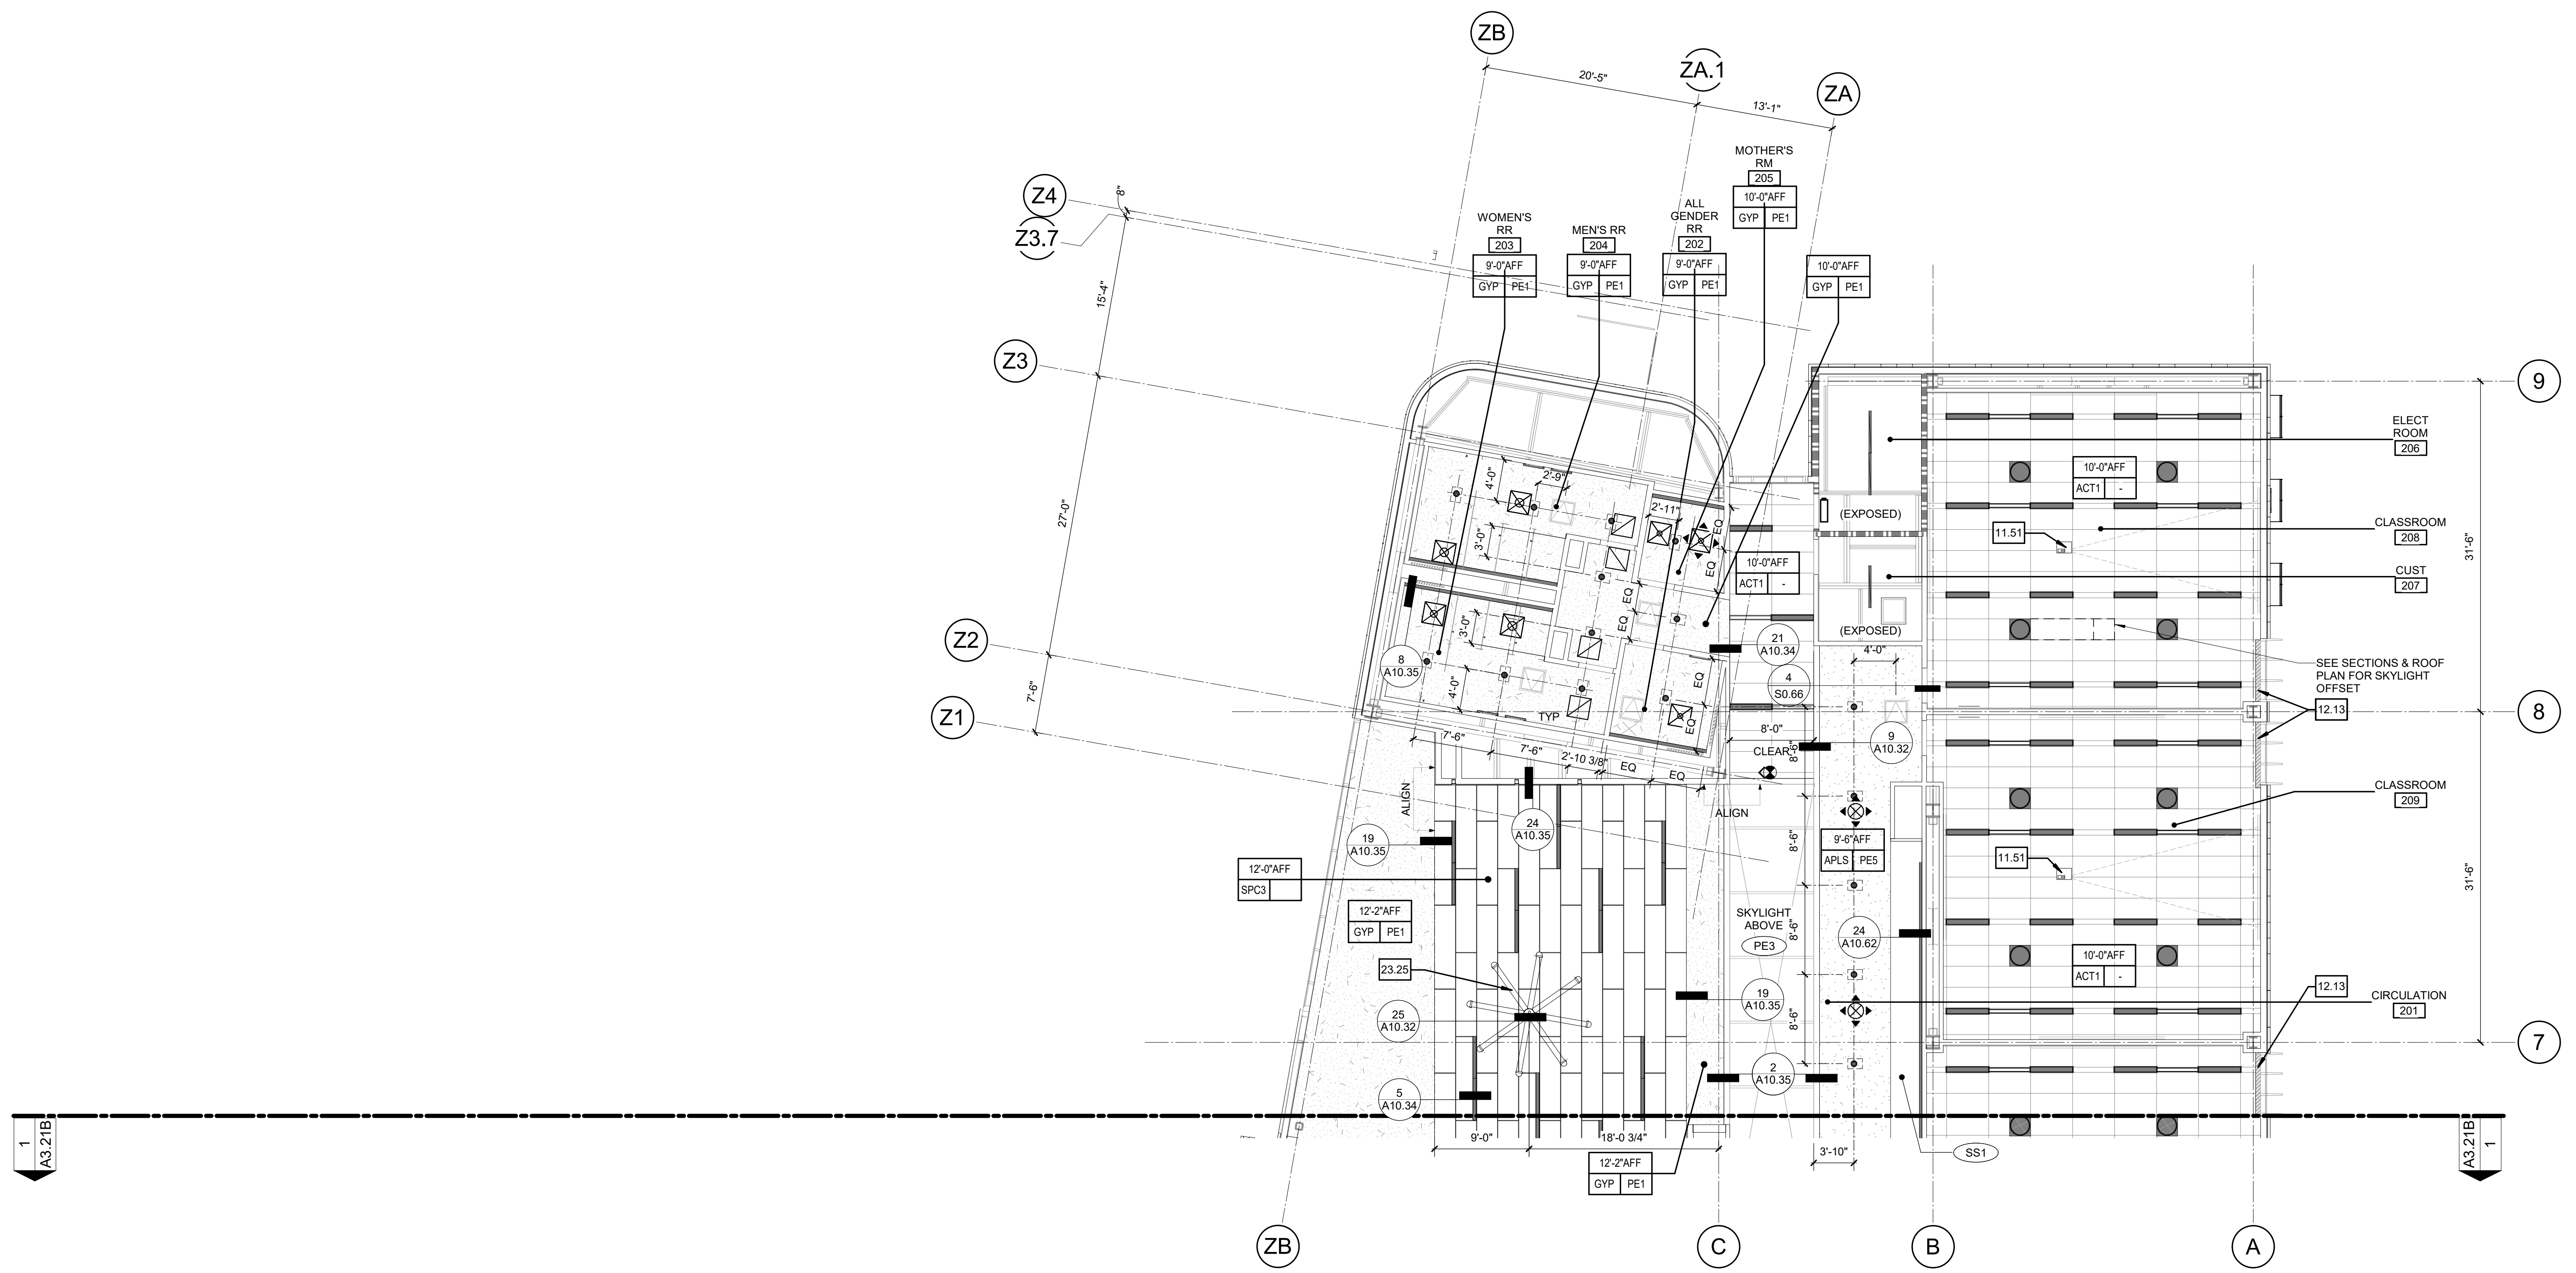 ZB
ZA.1
ZA
20'-5"
13'-1"
Z4
Z3.7
Z3
Z2
Z1
8"
15'-4"
27'-0"
7'-6"
WOMEN'S
RR
203
9'-0"AFF
GYP PE1
MEN'S RR
204
9'-0"AFF
GYP PE1
ALL
GENDER
RR
202
9'-0"AFF
GYP PE1
MOTHER'S
RM
205
10'-0"AFF
GYP PE1
10'-0"AFF
GYP PE1
9
8
7
31'-6"
31'-6"
ELECT
ROOM
206
CLASSROOM
208
CUST
207
SEE SECTIONS & ROOF
PLAN FOR SKYLIGHT
OFFSET
12.13
CLASSROOM
209
12.13
CIRCULATION
201
10'-0"AFF
ACT1 -
11.51
(EXPOSED)
(EXPOSED)
10'-0"AFF
ACT1 -
4'-0"
2'-9"
3'-0"
2'-11"
EQ
EQ
EQ
EQ
3'-0"
4'-0"
EQ
EQ
TYP
7'-6"
7'-6"
2'-10 3/8"
EQ
EQ
8
A10.35
21
A10.34
4
S0.66
4'-0"
8'-0"
CLEAR
8'-6"
9
A10.32
ALIGN
ALIGN
19
A10.35
24
A10.35
12'-0"AFF
SPC3
12'-2"AFF
GYP PE1
23.25
25
A10.32
5
A10.34
8'-6"
9'-6"AFF
APLS PE5
SKYLIGHT
ABOVE
PE3
8'-6"
24
A10.62
19
A10.35
8'-6"
2
A10.35
11.51
10'-0"AFF
ACT1 -
9'-0"
18'-0 3/4"
12'-2"AFF
GYP PE1
3'-10"
SS1
1
A3.21B
A3.21B
1
ZB
C
B
A